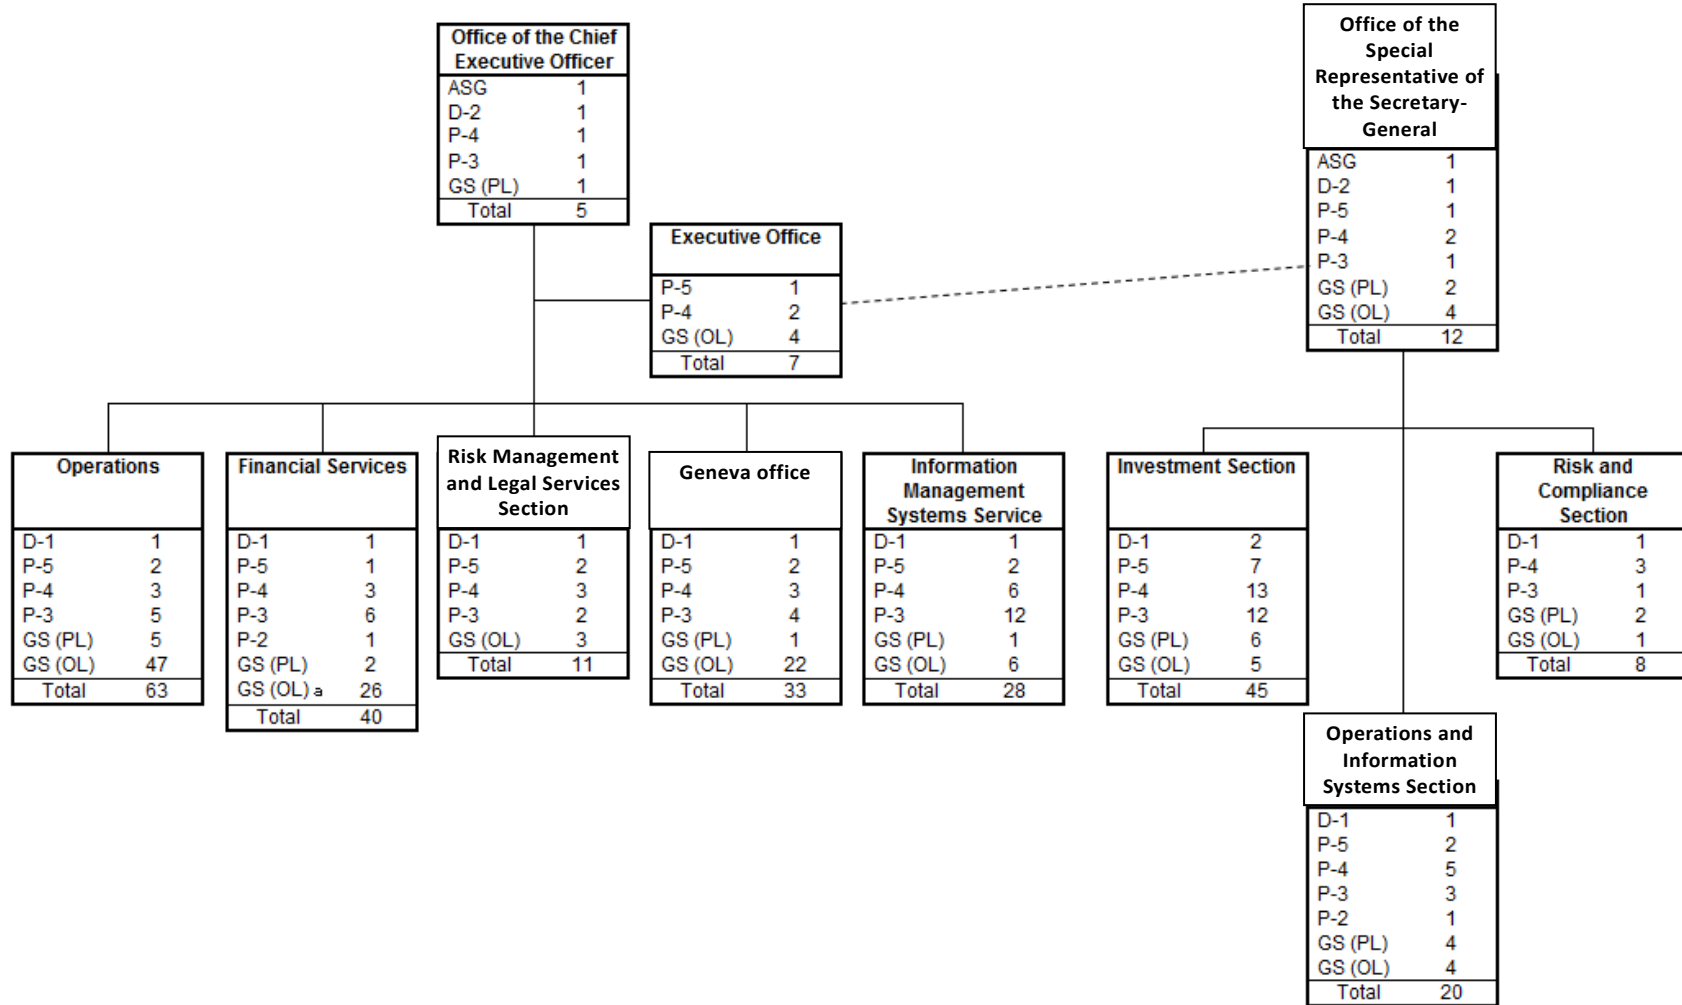 Office of the Chief
Executive Officer
ASG 1
D-2 1
P-4 1
P-3 1
GS (PL) 1
Total 5
Office of the
Special
Representative of
the Secretary-
General
ASG 1
D-2 1
P-5 1
P-4 2
P-3 1
GS (PL) 2
GS (OL) 4
Total 12
Executive Office
P-5 1
P-4 2
GS (OL) 4
Total 7
Operations
D-1 1
P-5 2
P-4 3
P-3 5
GS (PL) 5
GS (OL) 47
Total 63
Financial Services
D-1 1
P-5 1
P-4 3
P-3 6
P-2 1
GS (PL) 2
GS (OL) a 26
Total 40
Risk Management
and Legal Services
Section
D-1 1
P-5 2
P-4 3
P-3 2
GS (OL) 3
Total 11
Geneva office
D-1 1
P-5 2
P-4 3
P-3 4
GS (PL) 1
GS (OL) 22
Total 33
Information
Management
Systems Service
D-1 1
P-5 2
P-4 6
P-3 12
GS (PL) 1
GS (OL) 6
Total 28
Investment Section
D-1 2
P-5 7
P-4 13
P-3 12
GS (PL) 6
GS (OL) 5
Total 45
Risk and
Compliance
Section
D-1 1
P-4 3
P-3 1
GS (PL) 2
GS (OL) 1
Total 8
Operations and
Information
Systems Section
D-1 1
P-5 2
P-4 5
P-3 3
P-2 1
GS (PL) 4
GS (OL) 4
Total 20